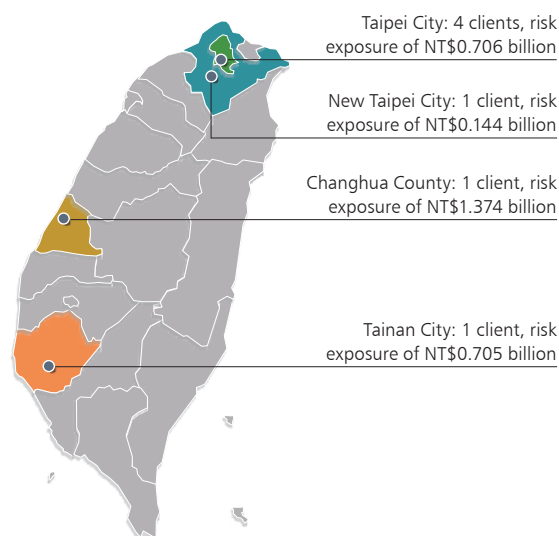 Taipei City: 4 clients, risk
exposure of NT$0.706 billion
New Taipei City: 1 client, risk
exposure of NT$0.144 billion
Changhua County: 1 client, risk
exposure of NT$1.374 billion
Tainan City: 1 client, risk
exposure of NT$0.705 billion